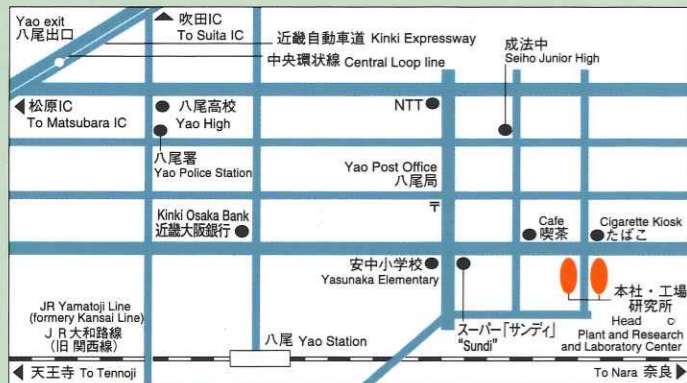 Yao exit
八尾出口
吹田IC
To Suita IC
近畿自動車道 Kinki Expressway
中央環状線 Central Loop line
成法中
Seiho Junior High
松原IC
To Matsubara IC
八尾高校
Yao High
NTT
八尾署
Yao Police Station
Yao Post Office
八尾局
〒
Kinki Osaka Bank
近畿大阪銀行
Cafe
喫茶
Cigarette Kiosk
たばこ
安中小学校
Yasunaka Elementary
本社・工場
研究所
Head
Plant and Research
and Laboratory Center
スーパー「サンディ」
“Sundi”
JR Yamatoji Line
(formery Kansai Line)
JR大和路線
(旧 関西線)
八尾 Yao Station
天王寺 To Tennoji
To Nara 奈良